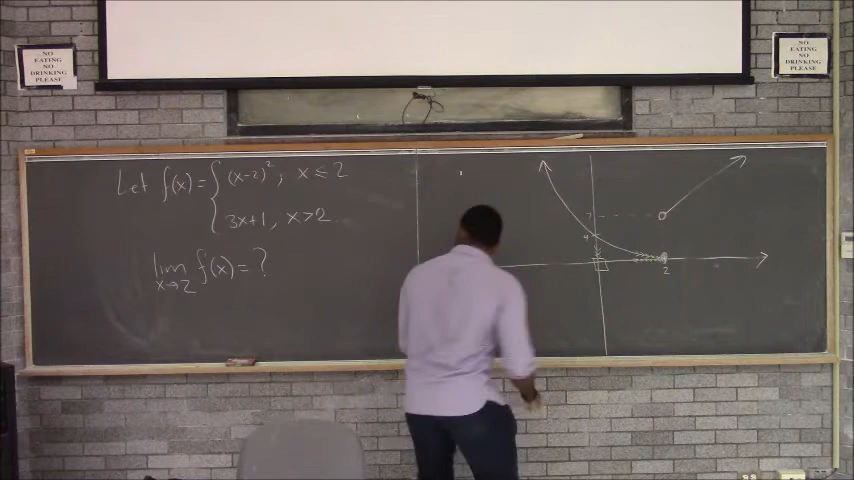 NO
EATING
NO
DRINKING
PLEASE
NO
EATING
NO
DRINKING
PLEASE
Let f(x) = { (x-2)², x ≤ 2
3x+1, x>2
lim f(x) = ?
x→2
7
4
2